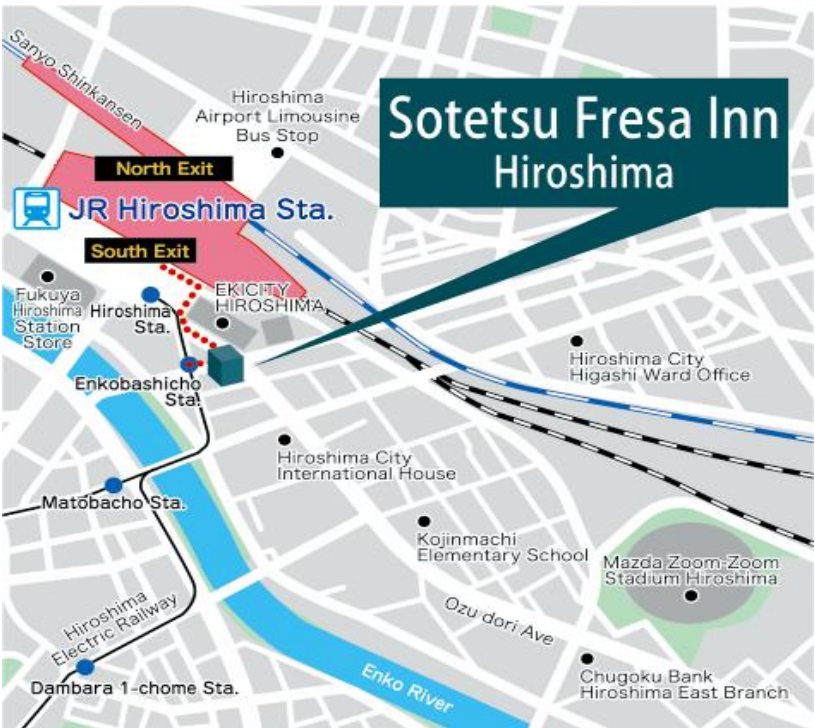 Sanyo Shinkansen
Hiroshima
Airport Limousine
Bus Stop
Sotetsu Fresa Inn
Hiroshima
North Exit
JR Hiroshima Sta.
South Exit
Fukuya
Hiroshima
Station
Store
Hiroshima
Sta.
EKICITY
HIROSHIMA
Enkobashicho
Sta.
Hiroshima City
Higashi Ward Office
Hiroshima City
International House
Matobacho Sta.
Kojinmachi
Elementary School
Mazda Zoom-Zoom
Stadium Hiroshima
Hiroshima
Electric Railway
Ozu dori Ave
Enko River
Dambara 1-chome Sta.
Chugoku Bank
Hiroshima East Branch